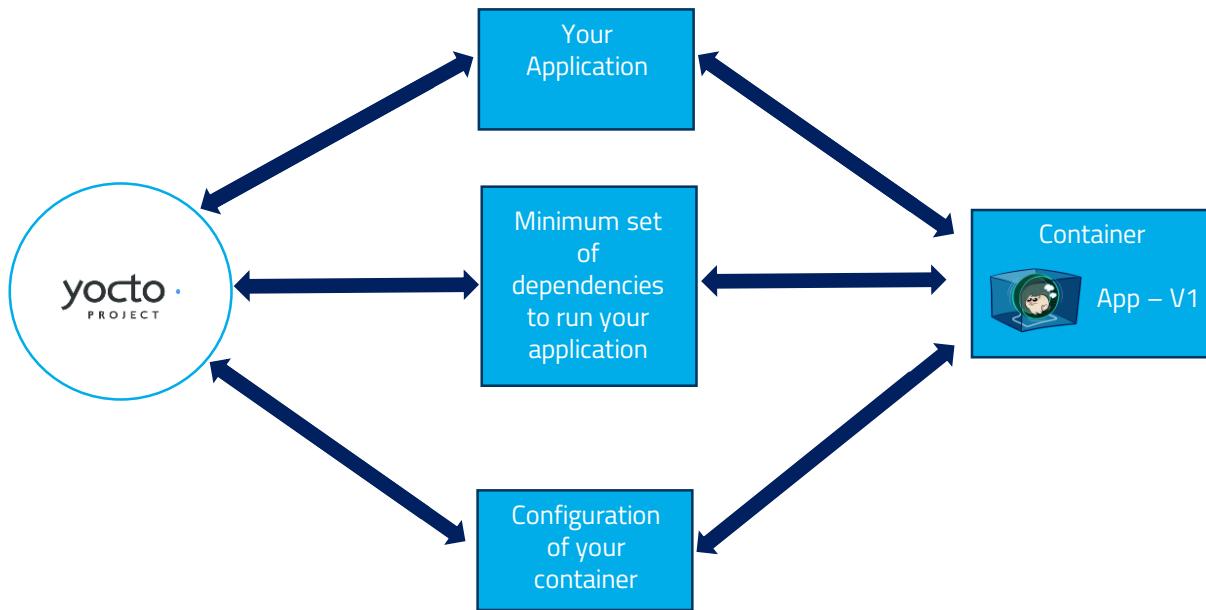 Your
Application
yocto
PROJECT
Minimum set
of
dependencies
to run your
application
Container
App – V1
Configuration
of your
container